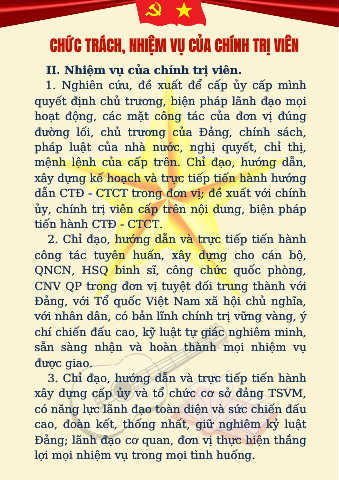 CHỨC TRÁCH, NHIỆM VỤ CỦA CHÍNH TRỊ VIÊN
II. Nhiệm vụ của chính trị viên.
1. Nghiên cứu, đề xuất để cấp ủy cấp mình
quyết định chủ trương, biện pháp lãnh đạo mọi
hoạt động, các mặt công tác của đơn vị đúng
đường lối, chủ trương của Đảng, chính sách,
pháp luật của nhà nước, nghị quyết, chỉ thị,
mệnh lệnh của cấp trên. Chỉ đạo, hướng dẫn,
xây dựng kế hoạch và trực tiếp tiến hành hướng
dẫn CTĐ - CTCT trong đơn vị; đề xuất với chính
ủy, chính trị viên cấp trên nội dung, biện pháp
tiến hành CTĐ - CTCT.
2. Chỉ đạo, hướng dẫn và trực tiếp tiến hành
công tác tuyên huấn, xây dựng cho cán bộ,
QNCN, HSQ binh sĩ, công chức quốc phòng,
CNV QP trong đơn vị tuyệt đối trung thành với
Đảng, với Tổ quốc Việt Nam xã hội chủ nghĩa,
với nhân dân, có bản lĩnh chính trị vững vàng, ý
chí chiến đấu cao, kỹ luật tự giác nghiêm minh,
sẵn sàng nhận và hoàn thành mọi nhiệm vụ
được giao.
3. Chỉ đạo, hướng dẫn và trực tiếp tiến hành
xây dựng cấp ủy và tổ chức cơ sở đảng TSVM,
có năng lực lãnh đạo toàn diện và sức chiến đấu
cao, đoàn kết, thống nhất, giữ nghiêm kỷ luật
Đảng; lãnh đạo cơ quan, đơn vị thực hiện thắng
lợi mọi nhiệm vụ trong mọi tình huống.